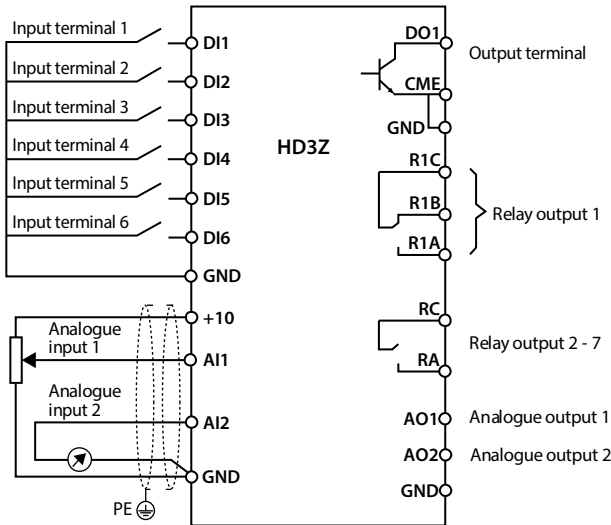 Input terminal 1
DI1
Input terminal 2
DI2
Input terminal 3
DI3
Input terminal 4
DI4
Input terminal 5
DI5
Input terminal 6
DI6
GND
+10
Analogue
input 1
AI1
Analogue
input 2
AI2
GND
PE
HD3Z
DO1
Output terminal
CME
GND
R1C
R1B
Relay output 1
R1A
RC
Relay output 2 - 7
RA
AO1
Analogue output 1
AO2
Analogue output 2
GND